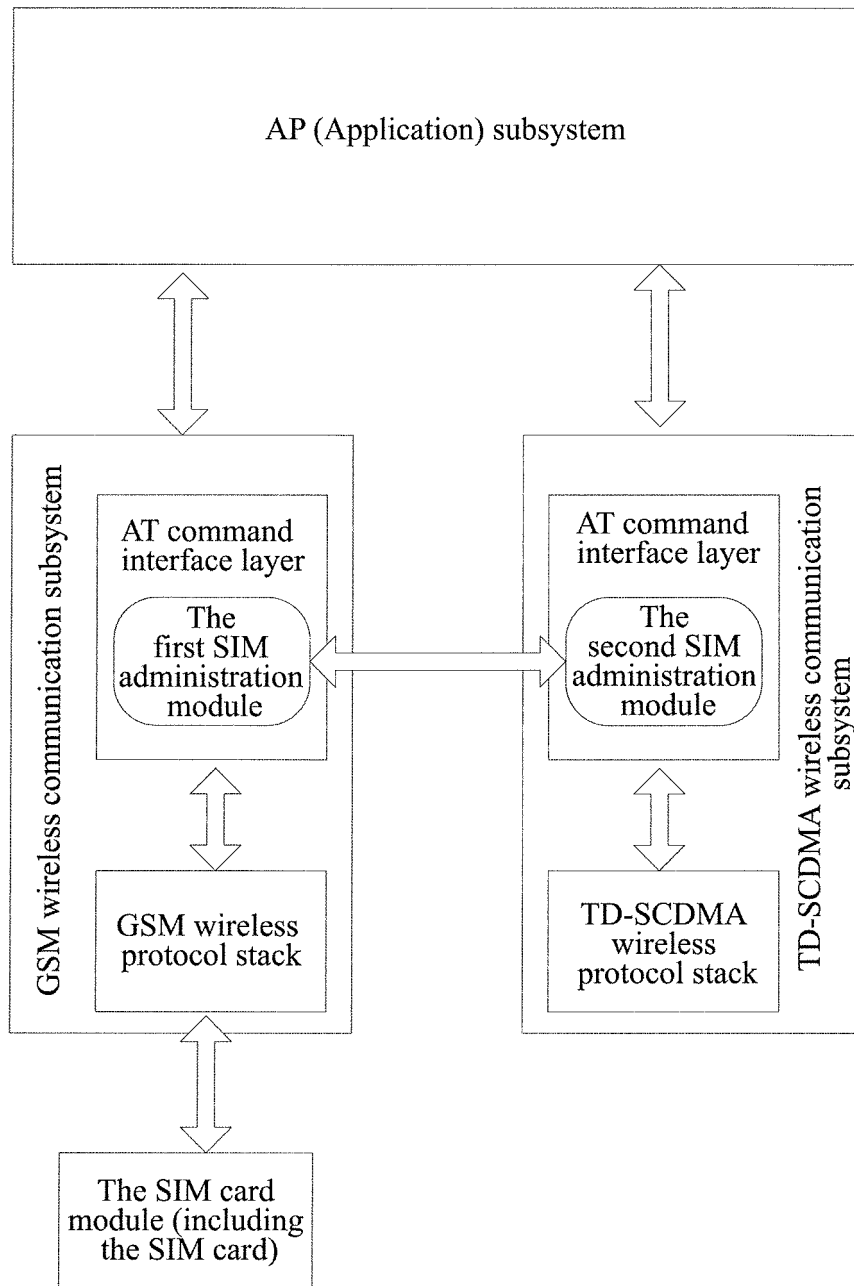 AP (Application) subsystem
GSM wireless communication subsystem
AT command
interface layer
The
first SIM
administration
module
GSM wireless
protocol stack
AT command
interface layer
The
second SIM
administration
module
TD-SCDMA
wireless
protocol stack
TD-SCDMA wireless communication
subsystem
The SIM card
module (including
the SIM card)